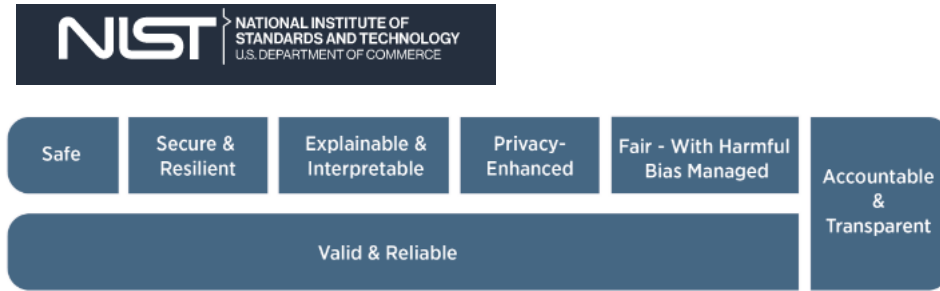 NIST
NATIONAL INSTITUTE OF
STANDARDS AND TECHNOLOGY
U.S. DEPARTMENT OF COMMERCE
Safe
Secure &
Resilient
Explainable &
Interpretable
Privacy-
Enhanced
Fair - With Harmful
Bias Managed
Accountable
&
Transparent
Valid & Reliable